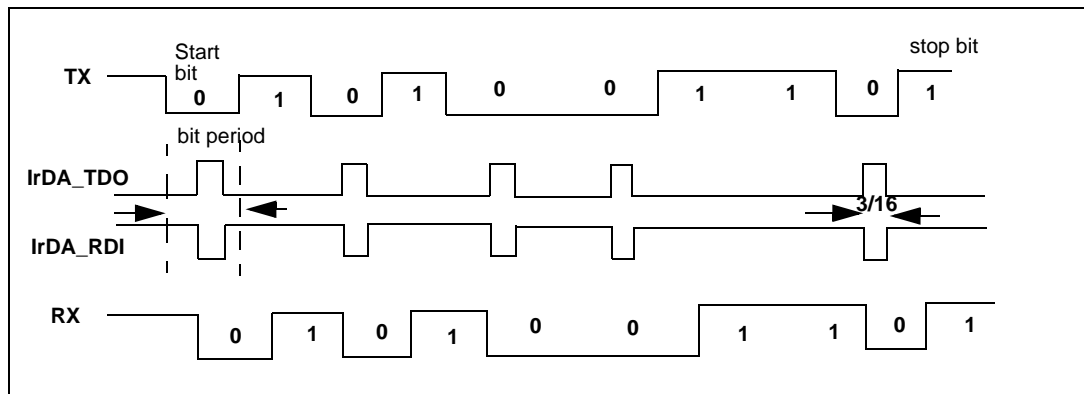 Start
bit
stop bit
TX
0 1 0 1 0 0 1 1 0 1
bit period
IrDA_TDO
3/16
IrDA_RDI
RX
0 1 0 1 0 0 1 1 0 1